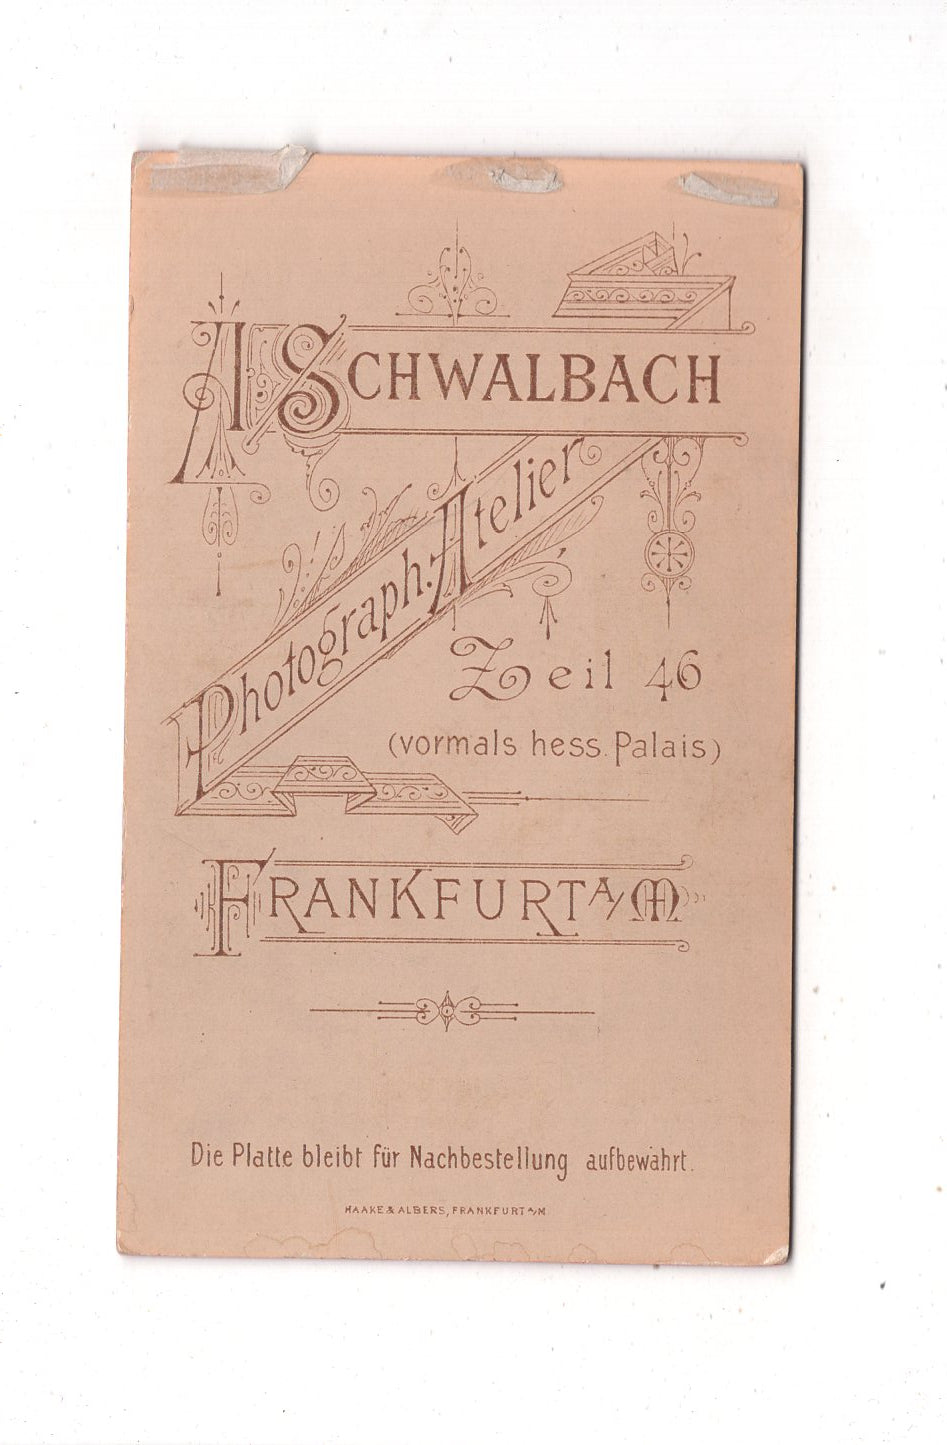 A Schwalbach
Photograph: Atelier
Zeil 46
(vormals hess. Palais)
Frankfurt A/M
Die Platte bleibt für Nachbestellung aufbewahrt.
HAAKE & ALBERS, FRANKFURT A/M